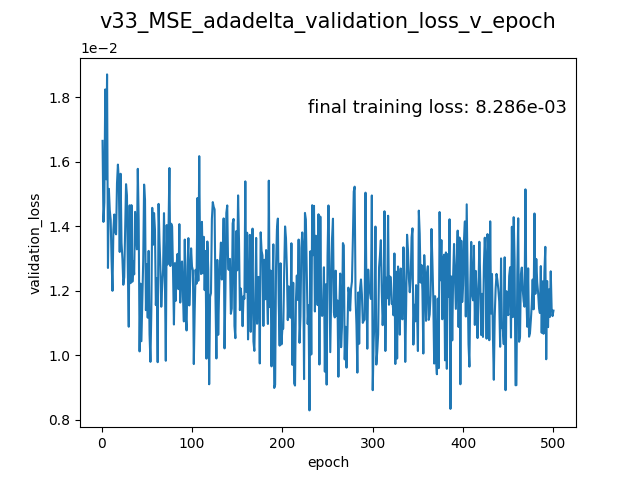 v33_MSE_adadelta_validation_loss_v_epoch
1e−2
final training loss: 8.286e-03
1.8
1.6
1.4
1.2
1.0
0.8
validation_loss
0 100 200 300 400 500
epoch